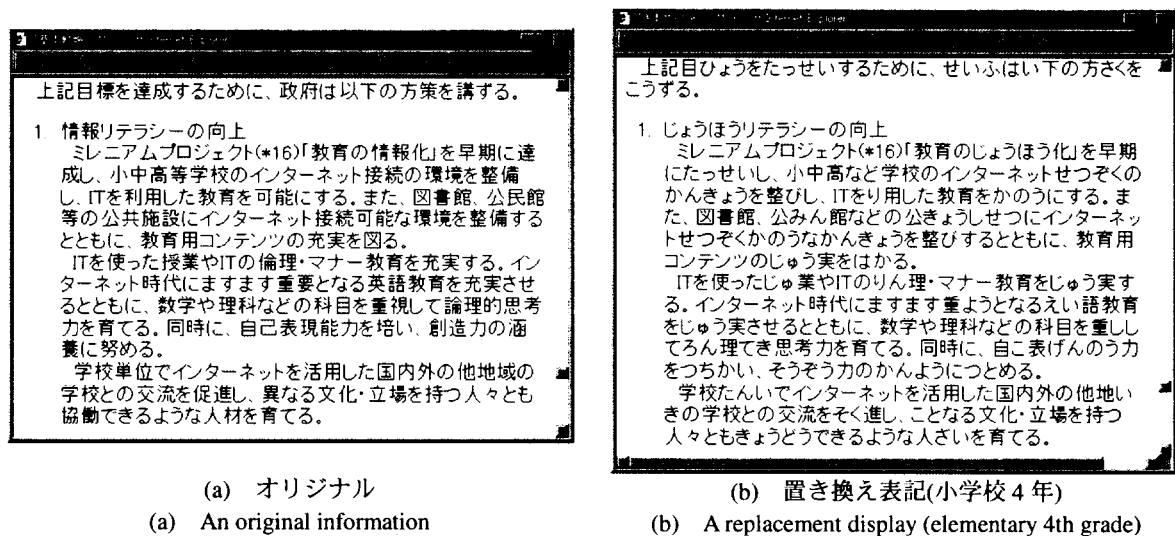 上記目標を達成するために、政府は以下の方策を講ずる。
1. 情報リテラシーの向上
ミレニアムプロジェクト(*16)「教育の情報化」を早期に達
成し、小中高等学校のインターネット接続の環境を整備
し、ITを利用した教育を可能にする。また、図書館、公民館
等の公共施設にインターネット接続可能な環境を整備する
とともに、教育用コンテンツの充実を図る。
ITを使った授業やITの倫理・マナー教育を充実する。イン
ターネット時代にますます重要となる英語教育を充実させ
るとともに、数学や理科などの科目を重視して論理的思考
力を育てる。同時に、自己表現能力を培い、創造力の涵
養に努める。
学校単位でインターネットを活用した国内外の他地域の
学校との交流を促進し、異なる文化・立場を持つ人々とも
協働できるような人材を育てる。
(a) オリジナル
(a) An original information
Internet Explorer
上記目ひょうをたっせいするために、せいふはい下の方さくを
こうずる。
1. じょうほうリテラシーの向上
ミレニアムプロジェクト(*16)「教育のじょうほう化」を早期
にたっせいし、小中高など学校のインターネットせつぞくの
かんきょうを整びし、ITをり用した教育をかのうにする。ま
た、図書館、公みん館などの公きょうしせつにインターネッ
トせつぞくかのうなかんきょうを整びするとともに、教育用
コンテンツのじゅう実をはかる。
ITを使ったじゅ業やITのりん理・マナー教育をじゅう実す
る。インターネット時代にますます重ようとなるえい語教育
をじゅう実させるとともに、数学や理科などの科目を重しし
てろん理てき思考力を育てる。同時に、自こ表げんのう力
をつちかい、そうぞう力のかんようにつとめる。
学校たんいでインターネットを活用した国内外の他地い
きの学校との交流をそく進し、ことなる文化・立場を持つ
人々ともきょうどうできるような人ざいを育てる。
(b) 置き換え表記(小学校4年)
(b) A replacement display (elementary 4th grade)